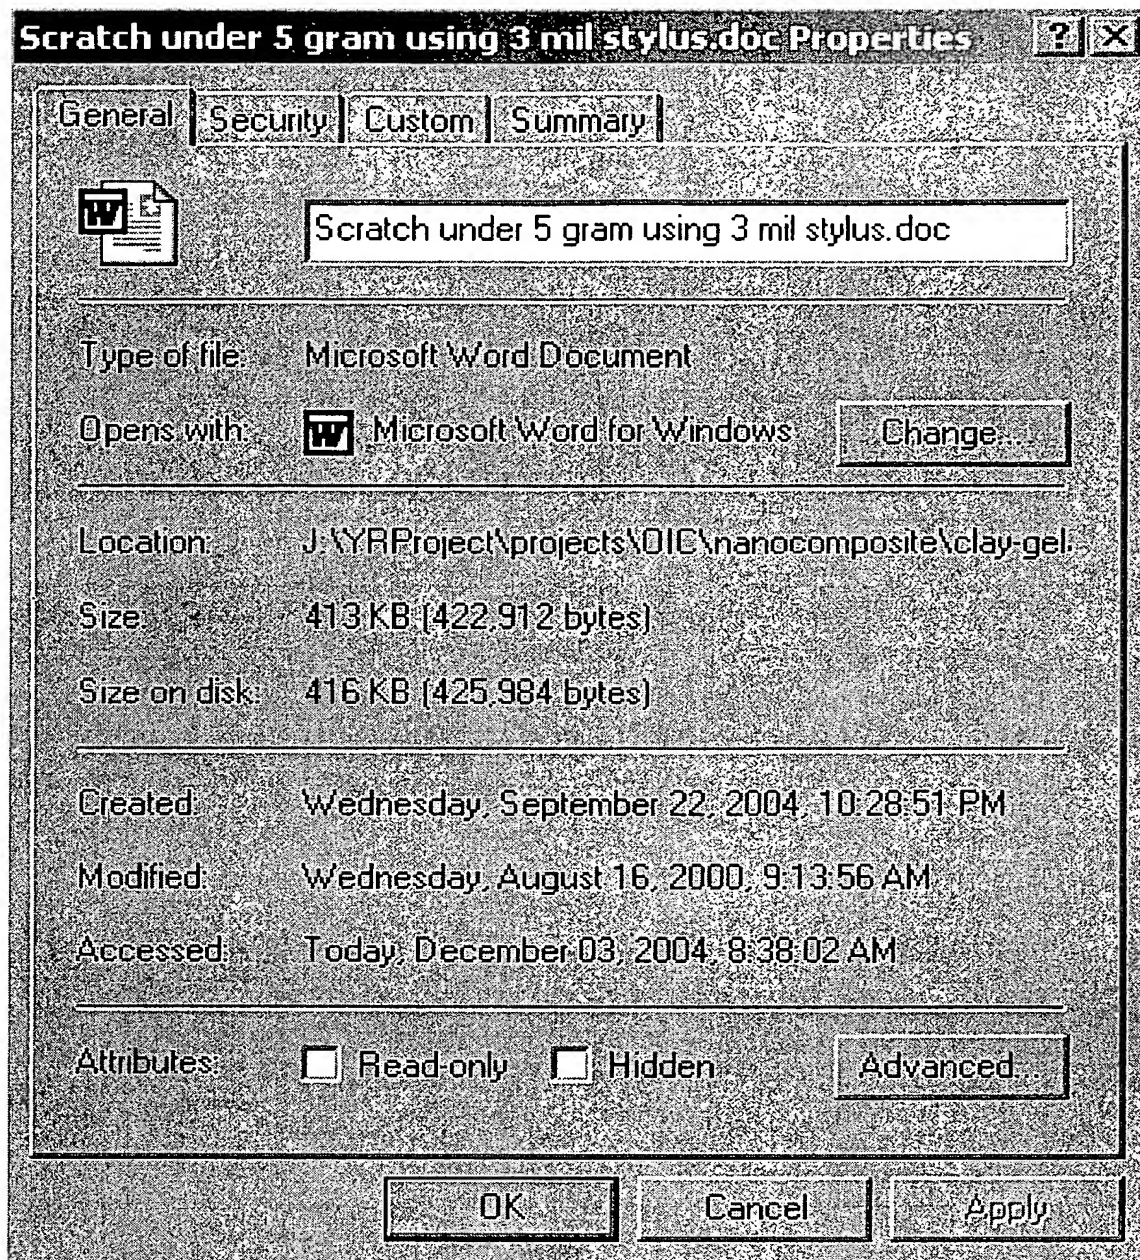 Scratch under 5 gram using 3 mil stylus.doc Properties ? X
General Security Custom Summary
W
Scratch under 5 gram using 3 mil stylus.doc
Type of file: Microsoft Word Document
Opens with: W Microsoft Word for Windows Change...
Location: J:\YRProject\projects\OIC\nanocomposite\clay-gel
Size: 413 KB (422,912 bytes)
Size on disk: 416 KB (425,984 bytes)
Created: Wednesday, September 22, 2004, 10:28:51 PM
Modified: Wednesday, August 16, 2000, 9:13:56 AM
Accessed: Today, December 03, 2004, 8:38:02 AM
Attributes: Read-only Hidden Advanced...
OK Cancel Apply